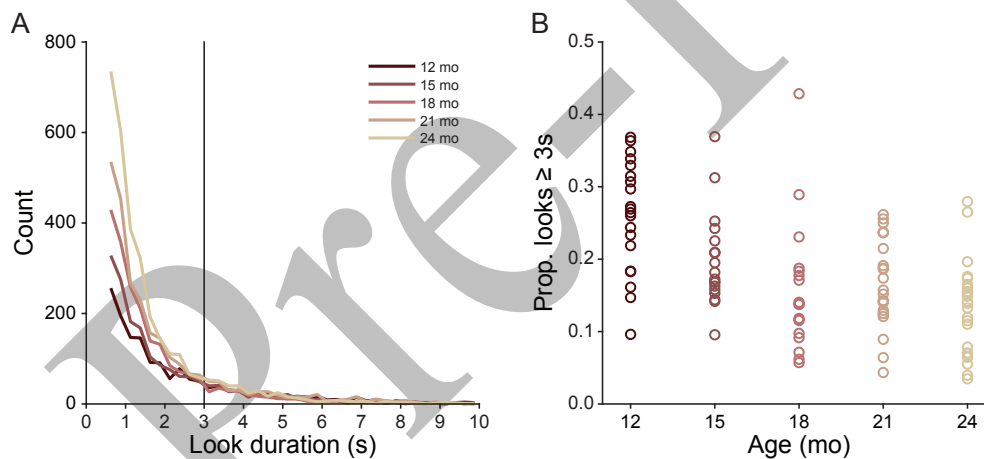 A
800
600
400
200
0
Count
0 1 2 3 4 5 6 7 8 9 10
Look duration (s)
12 mo
15 mo
18 mo
21 mo
24 mo
B
0.5
0.4
0.3
0.2
0.1
0.0
Prop. looks ≥ 3s
12 15 18 21 24
Age (mo)
pre-